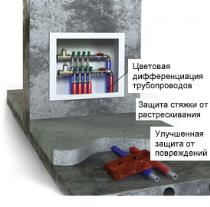 Цветовая
дифференциация
трубопроводов
Защита стяжки от
растрескивания
Улучшенная
защита от
повреждений